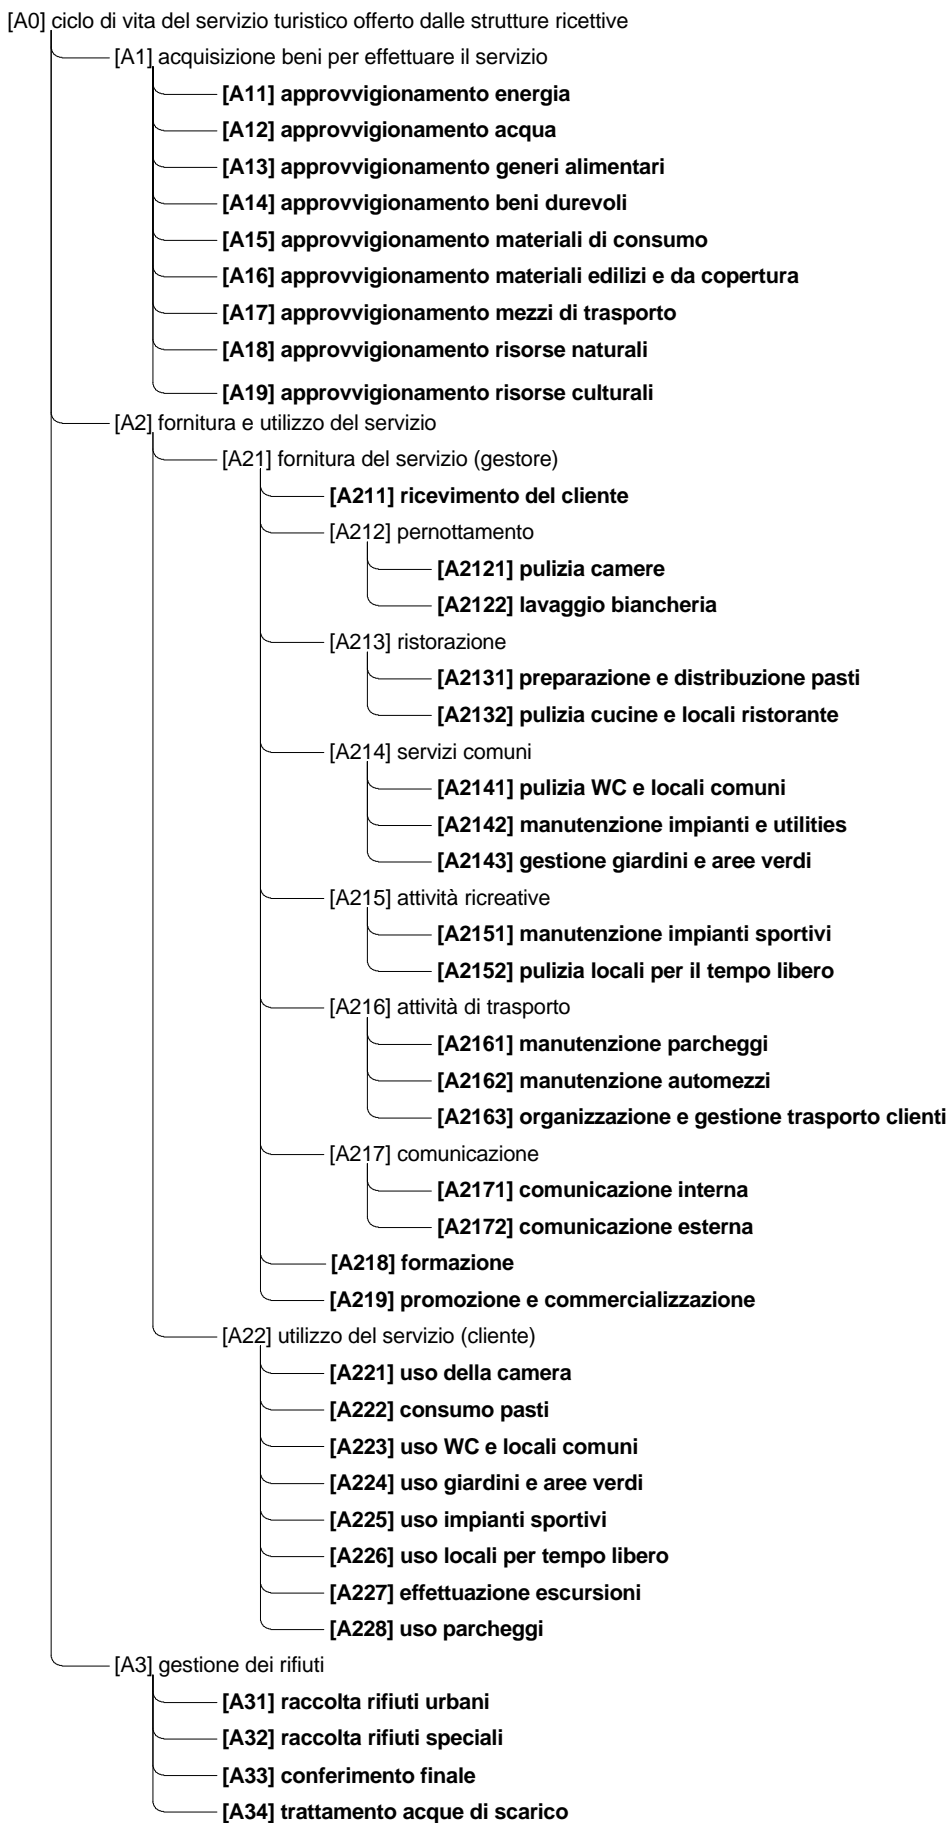 [A0] ciclo di vita del servizio turistico offerto dalle strutture ricettive
[A1] acquisizione beni per effettuare il servizio
[A11] approvvigionamento energia
[A12] approvvigionamento acqua
[A13] approvvigionamento generi alimentari
[A14] approvvigionamento beni durevoli
[A15] approvvigionamento materiali di consumo
[A16] approvvigionamento materiali edilizi e da copertura
[A17] approvvigionamento mezzi di trasporto
[A18] approvvigionamento risorse naturali
[A19] approvvigionamento risorse culturali
[A2] fornitura e utilizzo del servizio
[A21] fornitura del servizio (gestore)
[A211] ricevimento del cliente
[A212] pernottamento
[A2121] pulizia camere
[A2122] lavaggio biancheria
[A213] ristorazione
[A2131] preparazione e distribuzione pasti
[A2132] pulizia cucine e locali ristorante
[A214] servizi comuni
[A2141] pulizia WC e locali comuni
[A2142] manutenzione impianti e utilities
[A2143] gestione giardini e aree verdi
[A215] attività ricreative
[A2151] manutenzione impianti sportivi
[A2152] pulizia locali per il tempo libero
[A216] attività di trasporto
[A2161] manutenzione parcheggi
[A2162] manutenzione automezzi
[A2163] organizzazione e gestione trasporto clienti
[A217] comunicazione
[A2171] comunicazione interna
[A2172] comunicazione esterna
[A218] formazione
[A219] promozione e commercializzazione
[A22] utilizzo del servizio (cliente)
[A221] uso della camera
[A222] consumo pasti
[A223] uso WC e locali comuni
[A224] uso giardini e aree verdi
[A225] uso impianti sportivi
[A226] uso locali per tempo libero
[A227] effettuazione escursioni
[A228] uso parcheggi
[A3] gestione dei rifiuti
[A31] raccolta rifiuti urbani
[A32] raccolta rifiuti speciali
[A33] conferimento finale
[A34] trattamento acque di scarico